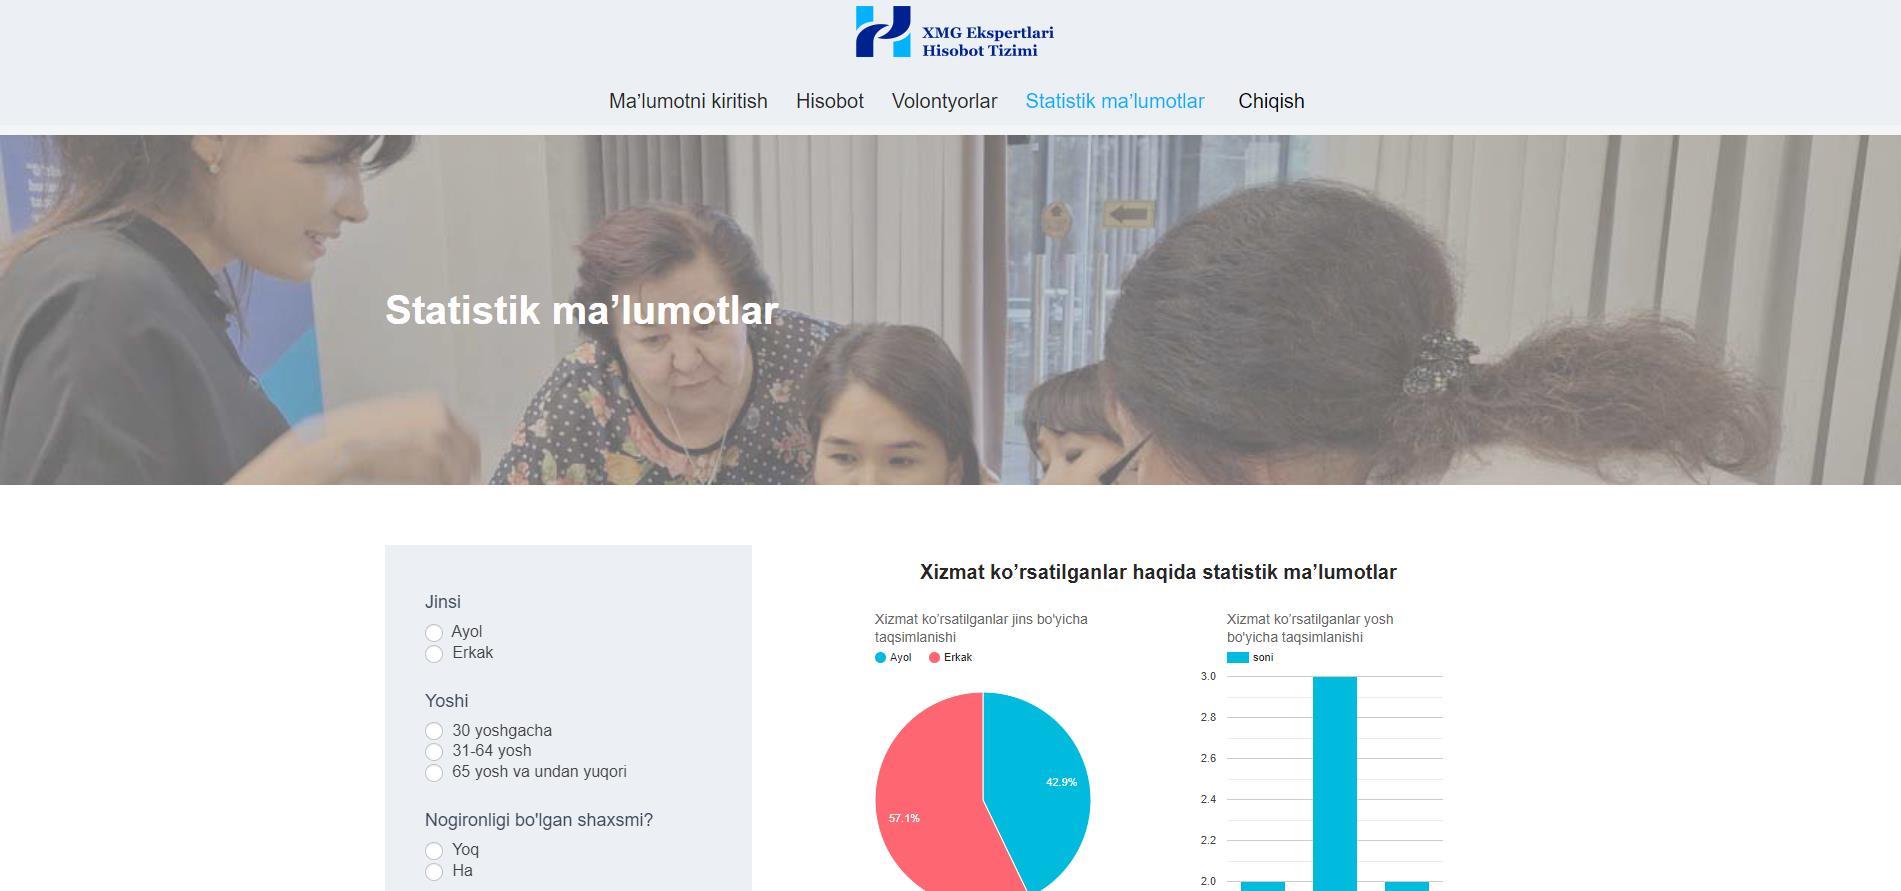 XMG Ekspertlari
Hisobot Tizimi
Ma’lumotni kiritish Hisobot Volontyorlar Statistik ma’lumotlar Chiqish
Statistik ma’lumotlar
Jinsi
Ayol
Erkak
Yoshi
30 yoshgacha
31-64 yosh
65 yosh va undan yuqori
Nogironligi bo'lgan shaxsmi?
Yoq
Ha
Xizmat ko’rsatilganlar haqida statistik ma’lumotlar
Xizmat ko’rsatilganlar jins bo'yicha
taqsimlanishi
Ayol Erkak
42.9%
57.1%
Xizmat ko’rsatilganlar yosh
bo'yicha taqsimlanishi
soni
3.0
2.8
2.6
2.4
2.2
2.0